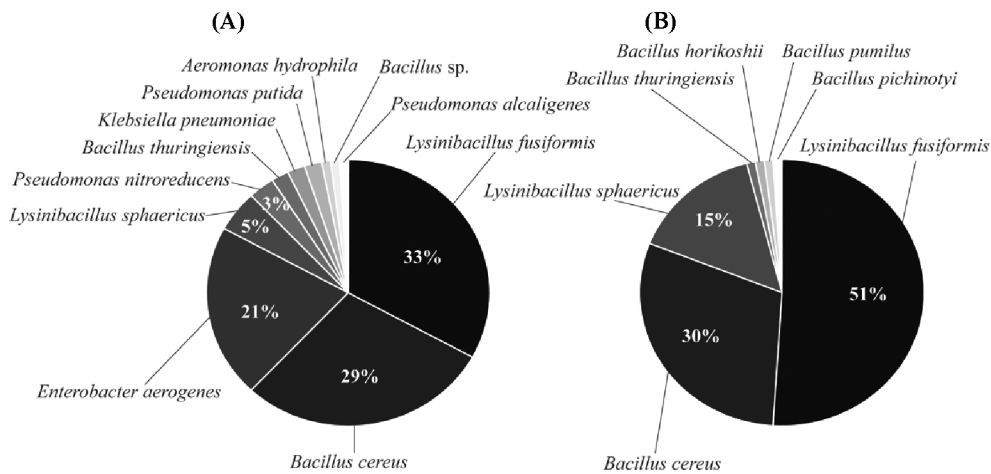 (A)
Aeromonas hydrophila
Bacillus sp.
Pseudomonas putida
Pseudomonas alcaligenes
Klebsiella pneumoniae
Lysinibacillus fusiformis
Bacillus thuringiensis
Pseudomonas nitroreducens
Lysinibacillus sphaericus
3%
5%
33%
21%
29%
Enterobacter aerogenes
Bacillus cereus
(B)
Bacillus horikoshii
Bacillus pumilus
Bacillus thuringiensis
Bacillus pichinotyi
Lysinibacillus fusiformis
Lysinibacillus sphaericus
15%
51%
30%
Bacillus cereus